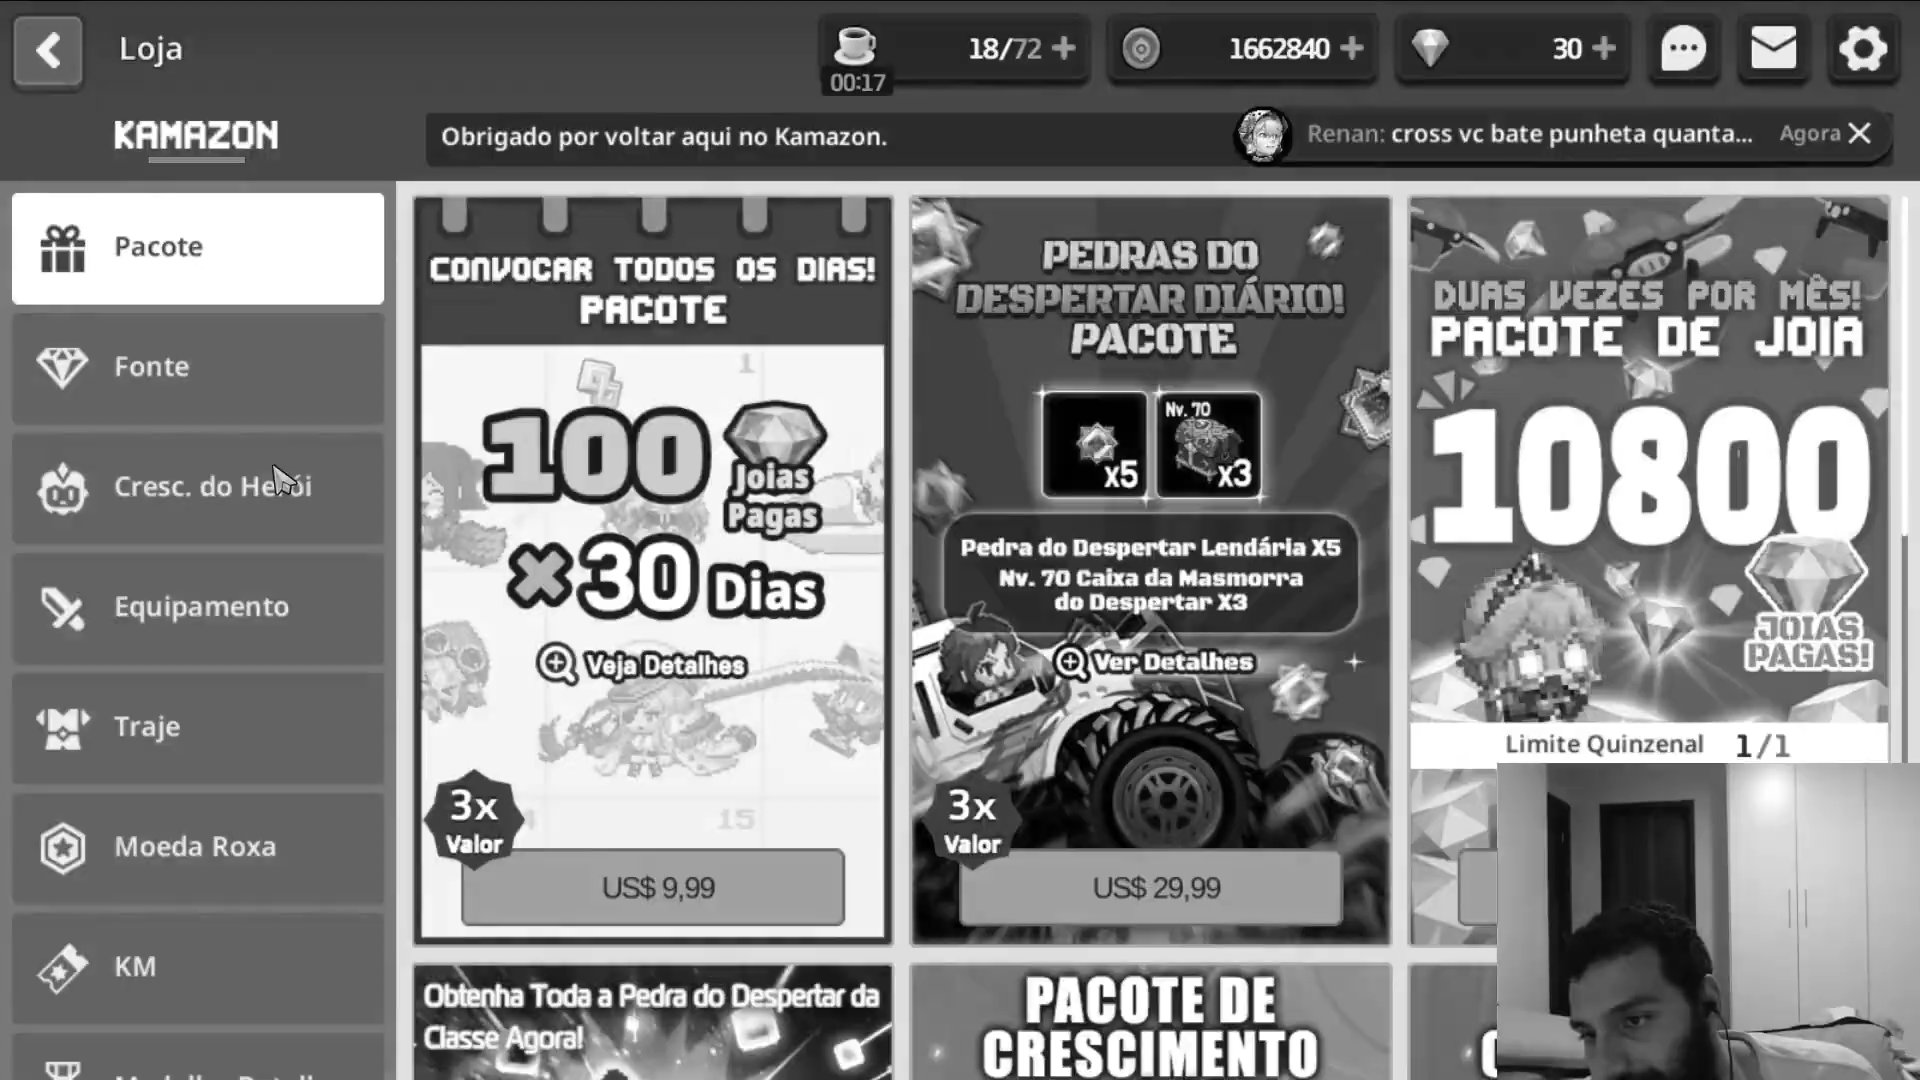 Loja
18/72
00:17
1662840
30
KAMAZON
Obrigado por voltar aqui no Kamazon.
Renan: cross vc bate punheta quanta... Agora
Pacote
Fonte
Cresc. do Herói
Equipamento
Traje
Moeda Roxa
KM
CONVOCAR TODOS OS DIAS!
PACOTE
1
100
Joias
Pagas
×30 Dias
Veja Detalhes
15
3x
Valor
US$ 9,99
PEDRAS DO
DESPERTAR DIÁRIO!
PACOTE
x5
Nv. 70
x3
Pedra do Despertar Lendária X5
Nv. 70 Caixa da Masmorra
do Despertar X3
Ver Detalhes
3x
Valor
US$ 29,99
DUAS VEZES POR MÊS!
PACOTE DE JOIA
10800
JOIAS
PAGAS!
Limite Quinzenal 1/1
Obtenha Toda a Pedra do Despertar da
Classe Agora!
PACOTE DE
CRESCIMENTO